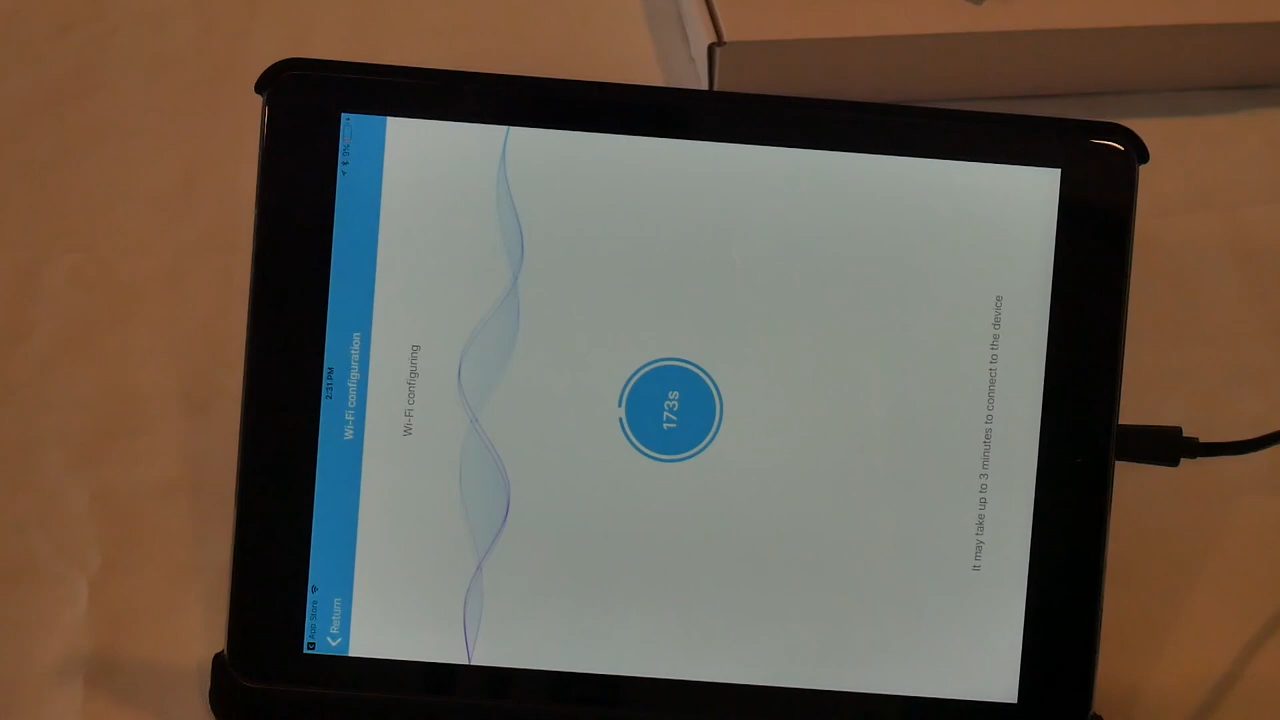 App Store
2:31 PM
9%
Return
Wi-Fi configuration
Wi-Fi configuring
173s
It may take up to 3 minutes to connect to the device